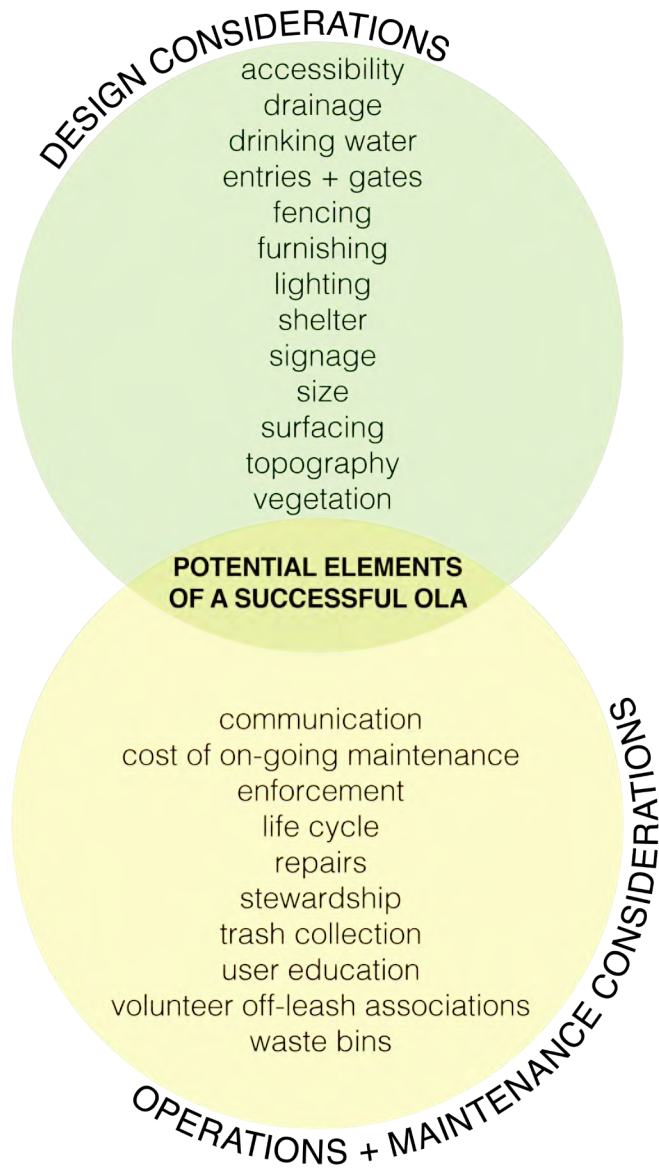 DESIGN CONSIDERATIONS
accessibility
drainage
drinking water
entries + gates
fencing
furnishing
lighting
shelter
signage
size
surfacing
topography
vegetation
POTENTIAL ELEMENTS
OF A SUCCESSFUL OLA
communication
cost of on-going maintenance
enforcement
life cycle
repairs
stewardship
trash collection
user education
volunteer off-leash associations
waste bins
OPERATIONS + MAINTENANCE CONSIDERATIONS